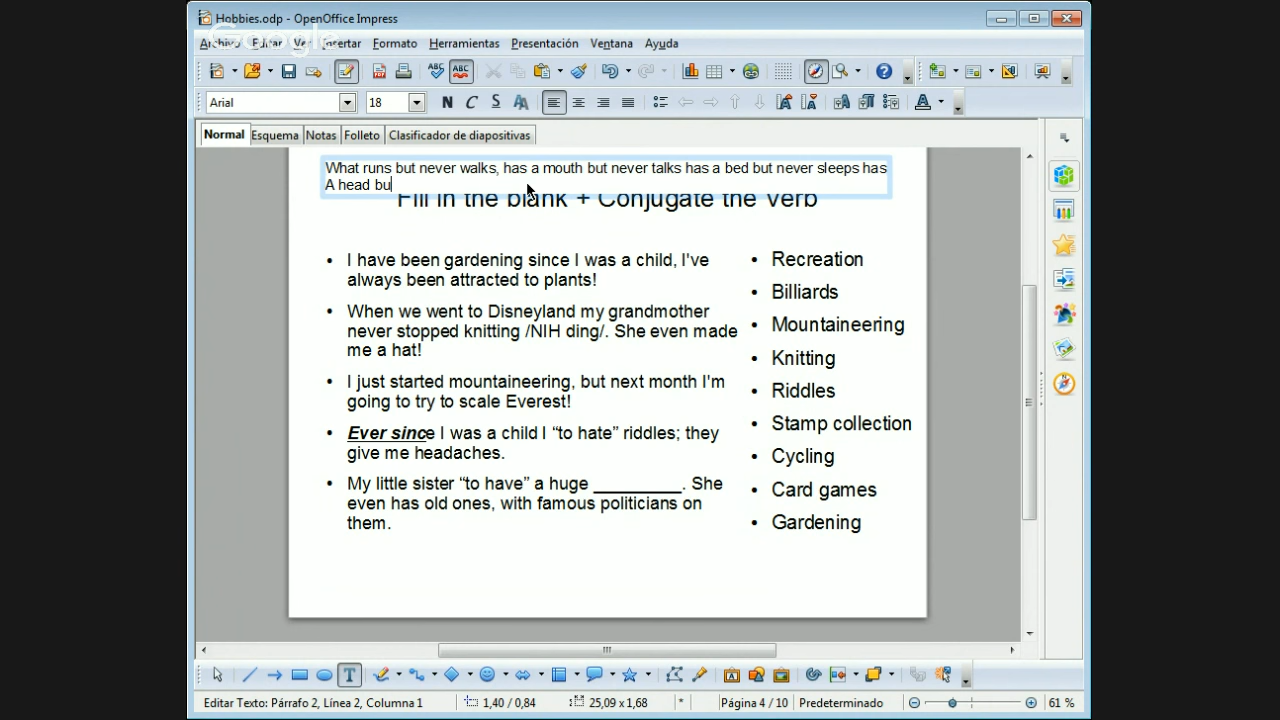 Hobbies.odp - OpenOffice Impress
Google
Archivo Editar Ver Insertar Formato Herramientas Presentación Ventana Ayuda
Arial 18 N C S
Normal Esquema Notas Folleto Clasificador de diapositivas
What runs but never walks, has a mouth but never talks has a bed but never sleeps has
A head bu
Fill in the blank + Conjugate the verb
• I have been gardening since I was a child, I've
always been attracted to plants!
• When we went to Disneyland my grandmother
never stopped knitting /NIH ding/. She even made
me a hat!
• I just started mountaineering, but next month I'm
going to try to scale Everest!
• Ever since I was a child I “to hate” riddles; they
give me headaches.
• My little sister “to have” a huge _________. She
even has old ones, with famous politicians on
them.
• Recreation
• Billiards
• Mountaineering
• Knitting
• Riddles
• Stamp collection
• Cycling
• Card games
• Gardening
Editar Texto: Párrafo 2, Línea 2, Columna 1 1,40 / 0,84 25,09 x 1,68 * Página 4 / 10 Predeterminado 61 %